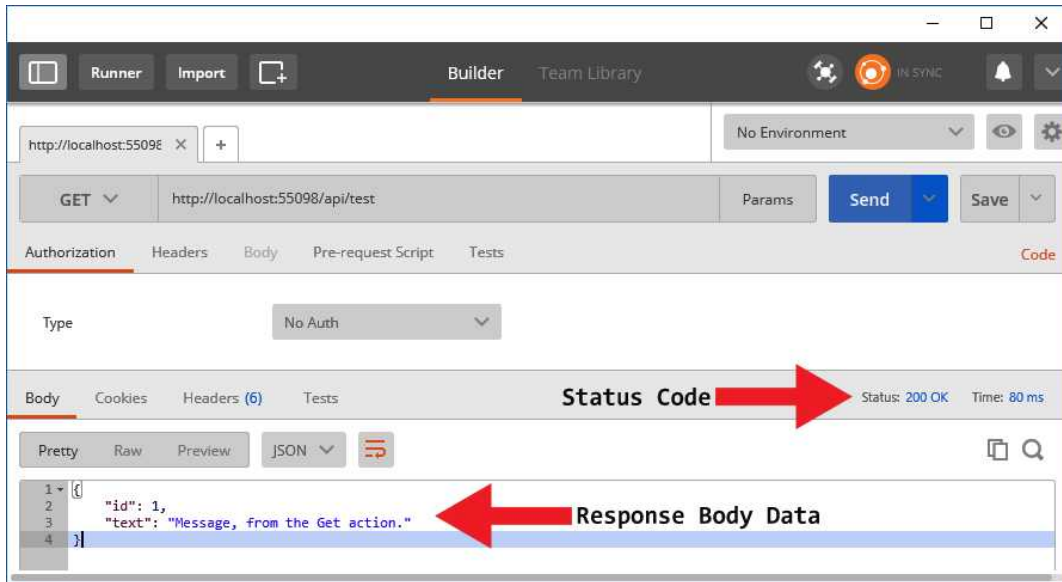 Runner Import Builder Team Library IN SYNC
http://localhost:5509 No Environment
GET http://localhost:55098/api/test Params Send Save
Authorization Headers Body Pre-request Script Tests Code
Type No Auth
Body Cookies Headers (6) Tests Status Code Status: 200 OK Time: 80 ms
Pretty Raw Preview JSON
1 {
2 "id": 1,
3 "text": "Message, from the Get action." Response Body Data
4 }